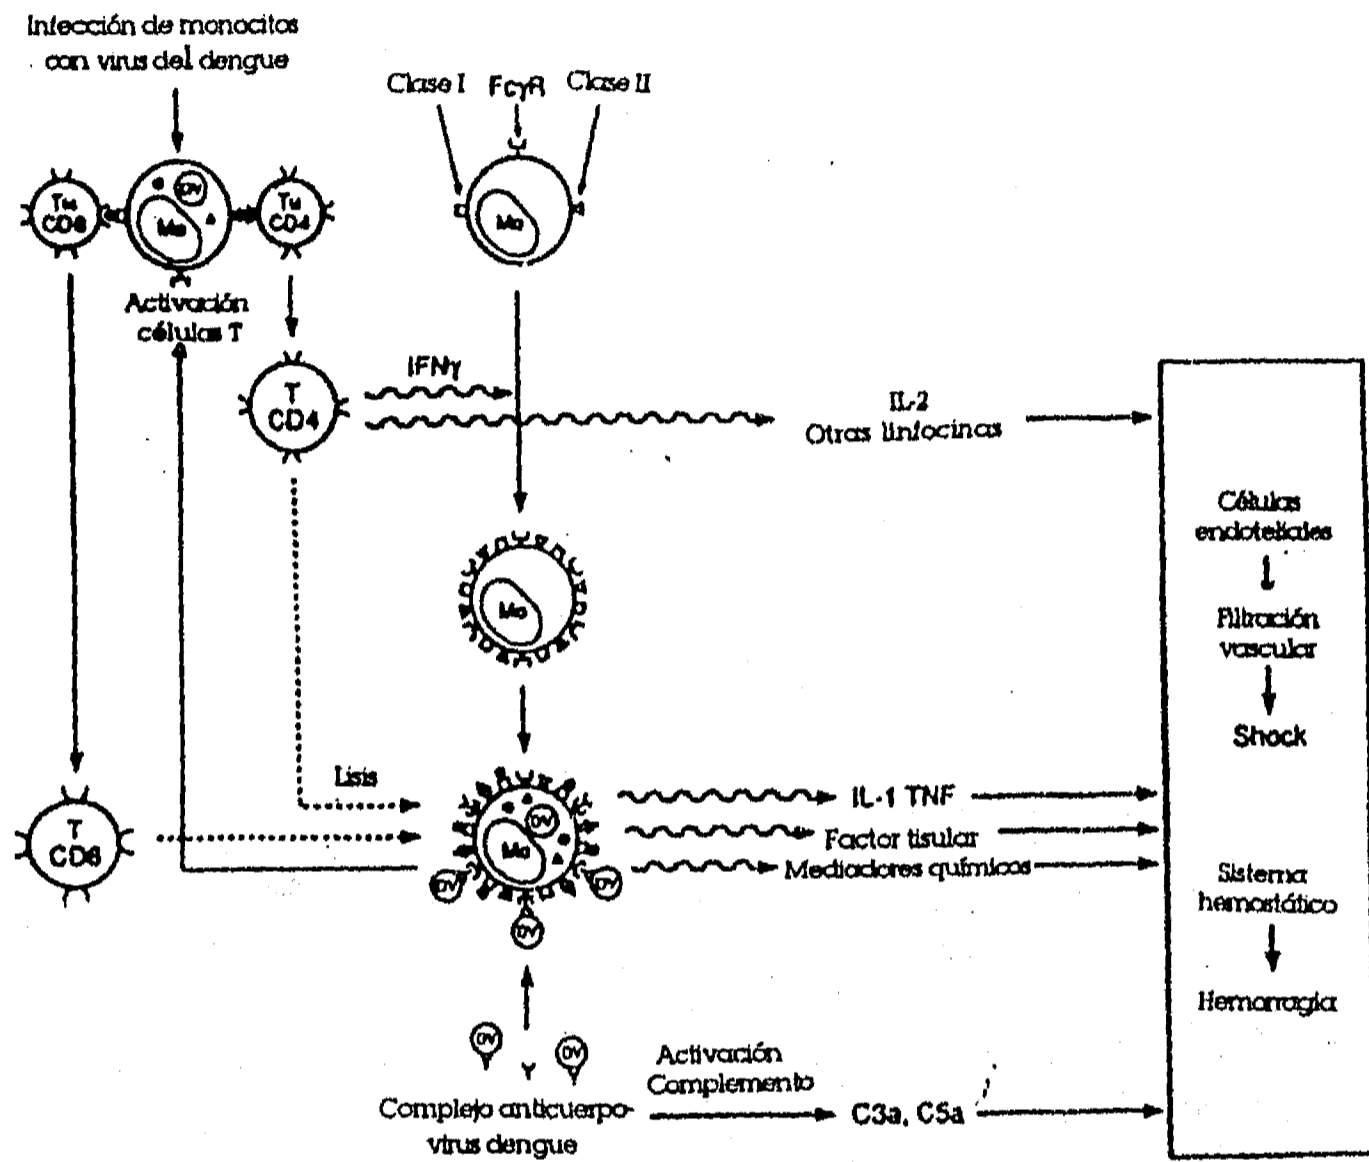 Infección de monocitos
con virus del dengue
Clase I
FcγR
Clase II
CD8
DV
Mo
CD4
Mo
Activación
células T
T
CD4
IFNγ
IL-2
Otras linfocinas
Células
endoteliales
Filtración
vascular
Shock
Mo
Lisis
T
CD8
DV
Mo
DV
DV
DV
IL-1 TNF
Factor tisular
Mediadores químicos
Sistema
hemostático
Hemorragia
DV
DV
Y
Complejo anticuerpo-
virus dengue
Activación
Complemento
C3a, C5a